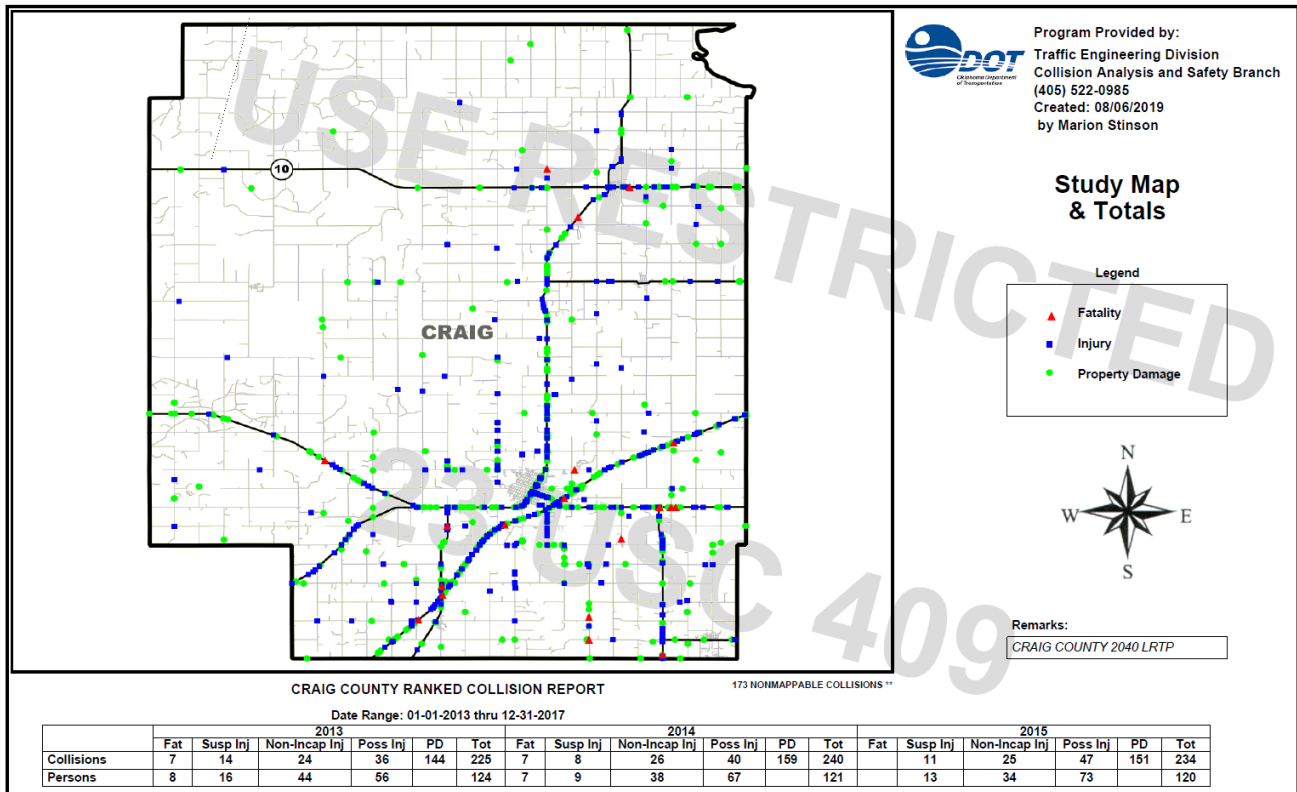 USE RESTRICTED
23 USC 409
10
CRAIG
DOT
Oklahoma Department
of Transportation
Program Provided by:
Traffic Engineering Division
Collision Analysis and Safety Branch
(405) 522-0985
Created: 08/06/2019
by Marion Stinson
Study Map
& Totals
Legend
Fatality
Injury
Property Damage
N
W E
S
Remarks:
CRAIG COUNTY 2040 LRTP
CRAIG COUNTY RANKED COLLISION REPORT
173 NONMAPPABLE COLLISIONS **
Date Range: 01-01-2013 thru 12-31-2017
2013 2014 2015
Fat Susp Inj Non-Incap Inj Poss Inj PD Tot Fat Susp Inj Non-Incap Inj Poss Inj PD Tot Fat Susp Inj Non-Incap Inj Poss Inj PD Tot
Collisions 7 14 24 36 144 225 7 8 26 40 159 240 11 25 47 151 234
Persons 8 16 44 56 124 7 9 38 67 121 13 34 73 120